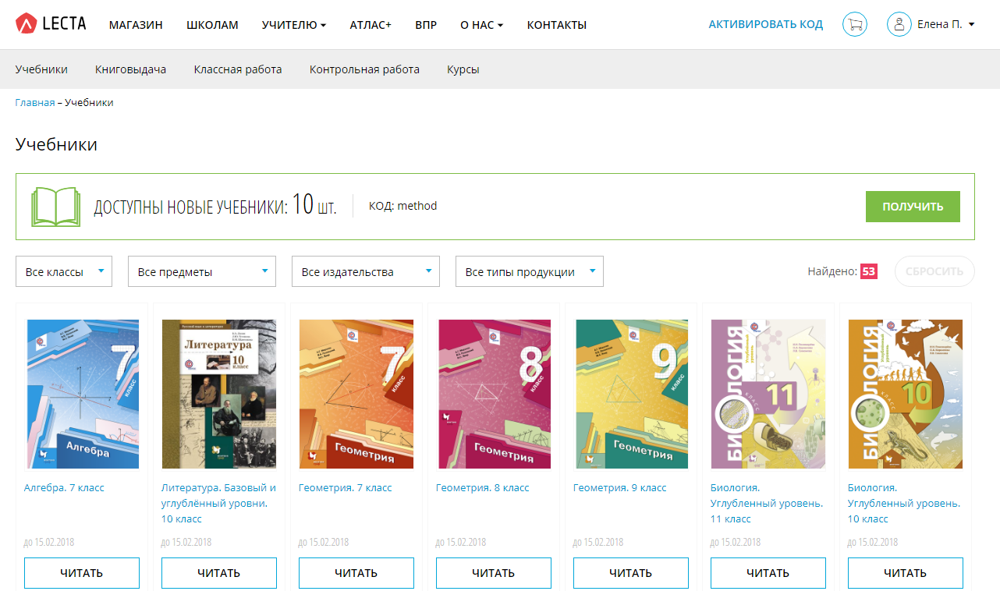 LECTA МАГАЗИН ШКОЛАМ УЧИТЕЛЮ АТЛАС+ ВПР О НАС КОНТАКТЫ АКТИВИРОВАТЬ КОД Елена П.
Учебники Книговыдача Классная работа Контрольная работа Курсы
Главная – Учебники
Учебники
ДОСТУПНЫ НОВЫЕ УЧЕБНИКИ: 10 ШТ. КОД: method ПОЛУЧИТЬ
Все классы Все предметы Все издательства Все типы продукции Найдено: 53 СБРОСИТЬ
7 класс
Алгебра
Литература
10 класс
7 класс
Геометрия
8 класс
Геометрия
9 класс
Геометрия
БИОЛОГИЯ
11 КЛАСС
БИОЛОГИЯ
10 КЛАСС
Алгебра. 7 класс
Литература. Базовый и
углублённый уровни.
10 класс
Геометрия. 7 класс
Геометрия. 8 класс
Геометрия. 9 класс
Биология.
Углубленный уровень.
11 класс
Биология.
Углубленный уровень.
10 класс
до 15.02.2018 до 15.02.2018 до 15.02.2018 до 15.02.2018 до 15.02.2018 до 15.02.2018 до 15.02.2018
ЧИТАТЬ ЧИТАТЬ ЧИТАТЬ ЧИТАТЬ ЧИТАТЬ ЧИТАТЬ ЧИТАТЬ